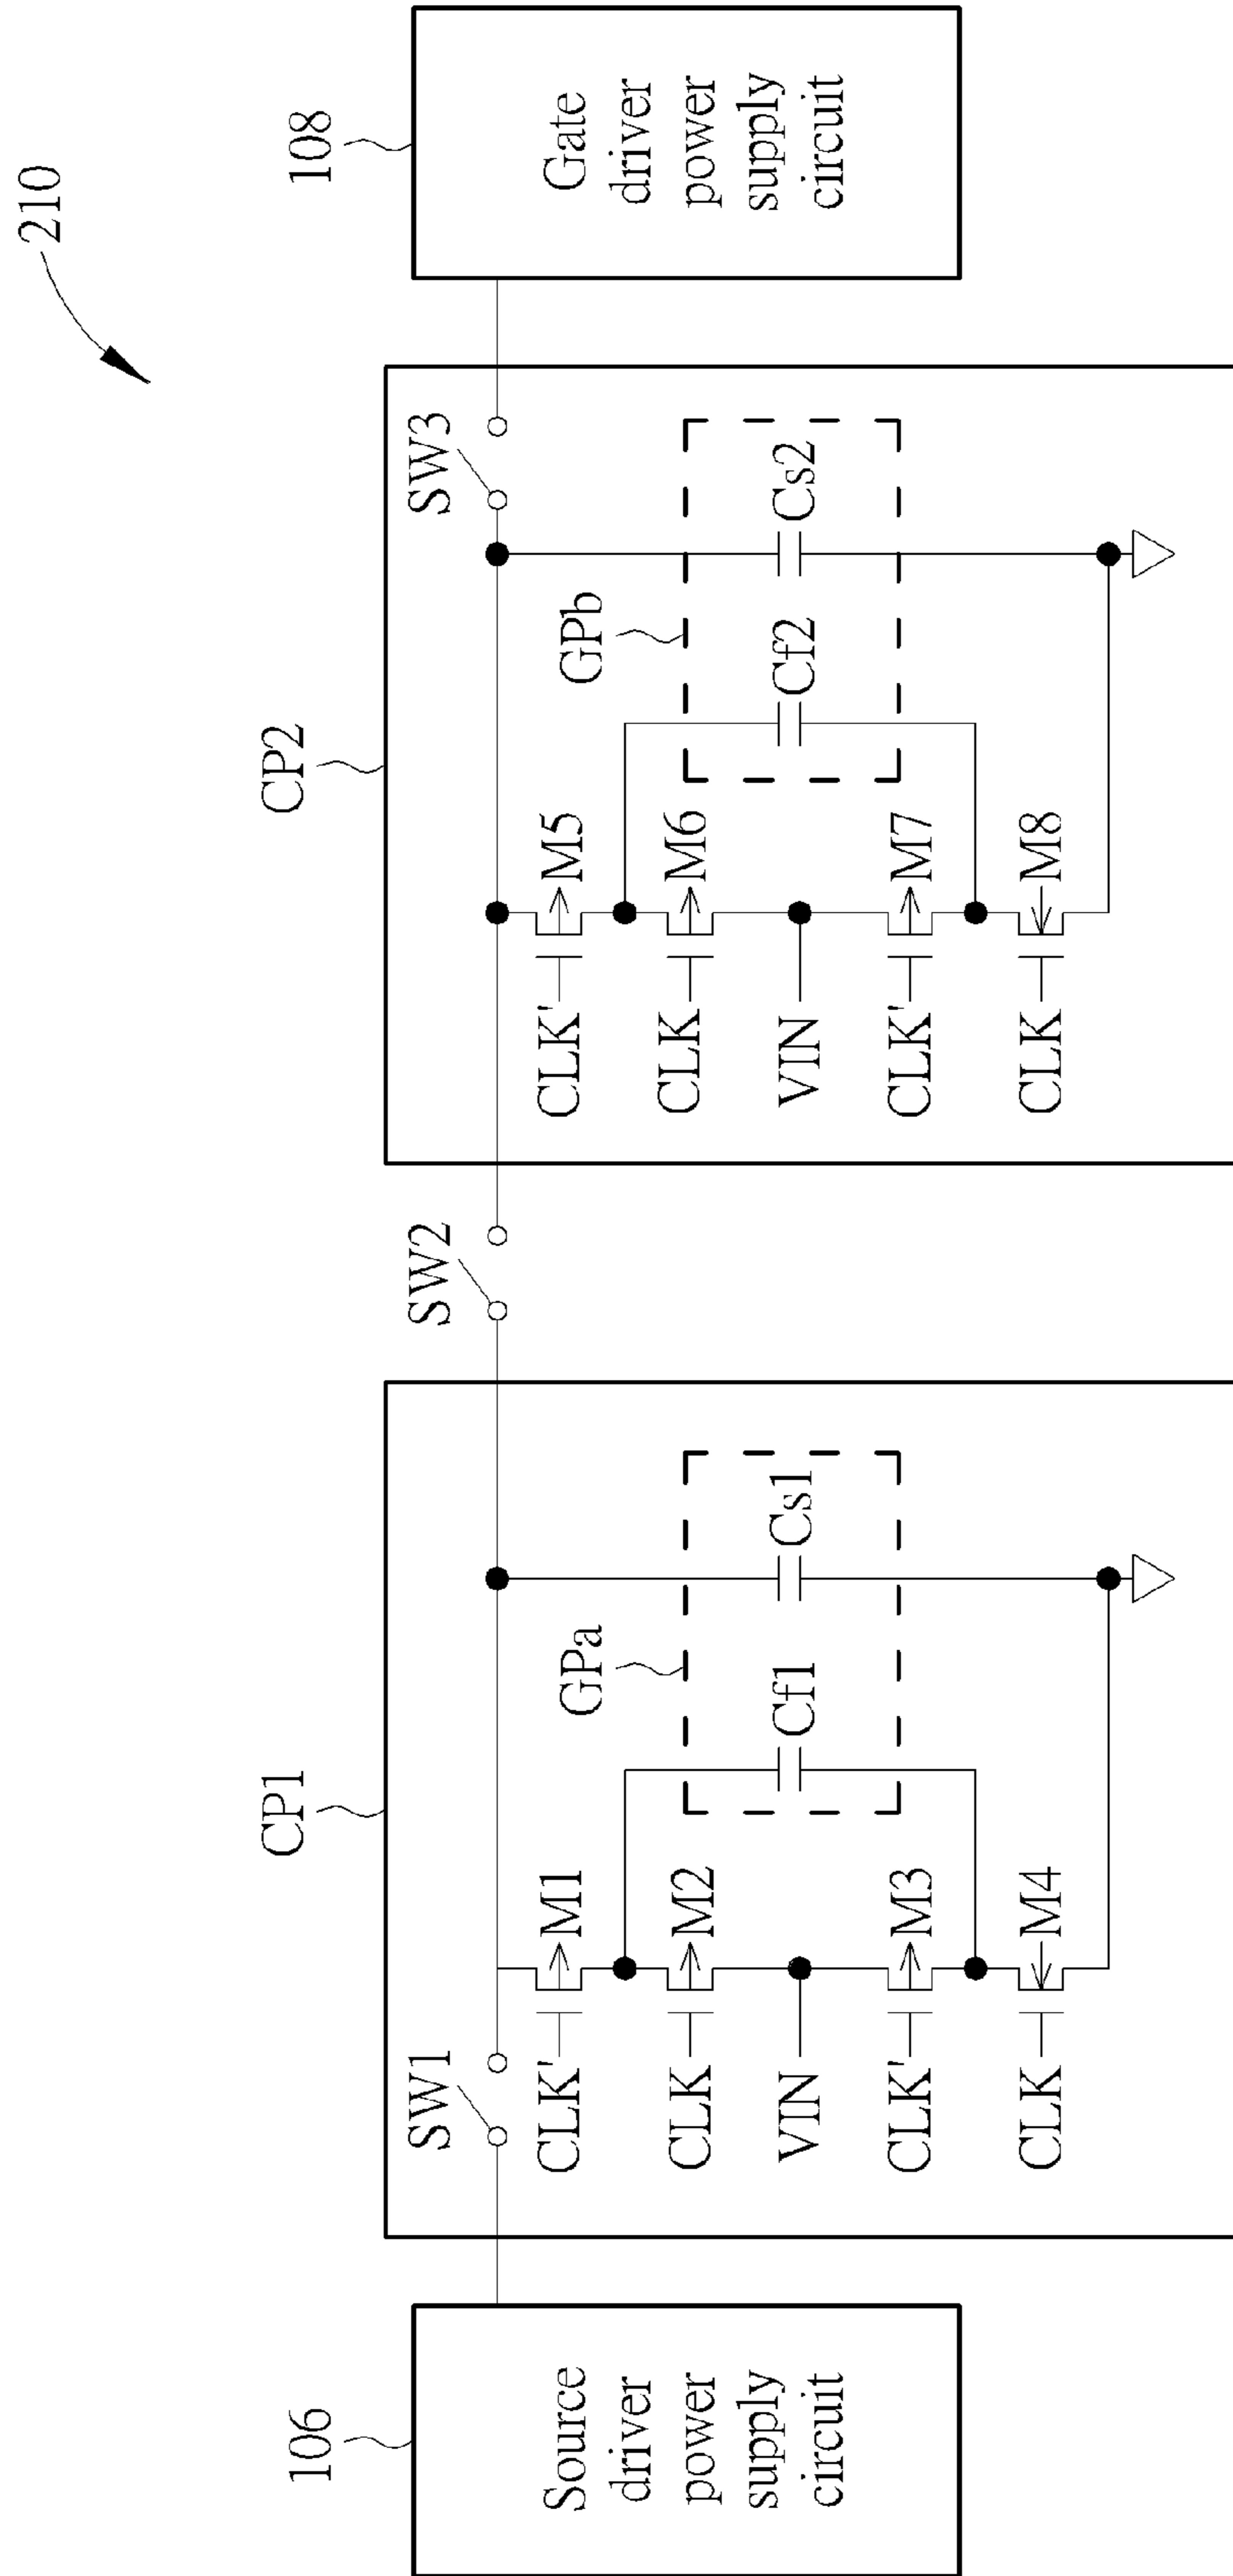 210
106
Source
driver
power
supply
circuit
CP1
SW1
CLK'
M1
CLK
M2
VIN
CLK'
M3
CLK
M4
GPa
Cf1
Cs1
SW2
CP2
CLK'
M5
CLK
M6
VIN
CLK'
M7
CLK
M8
GPb
Cf2
Cs2
SW3
108
Gate
driver
power
supply
circuit